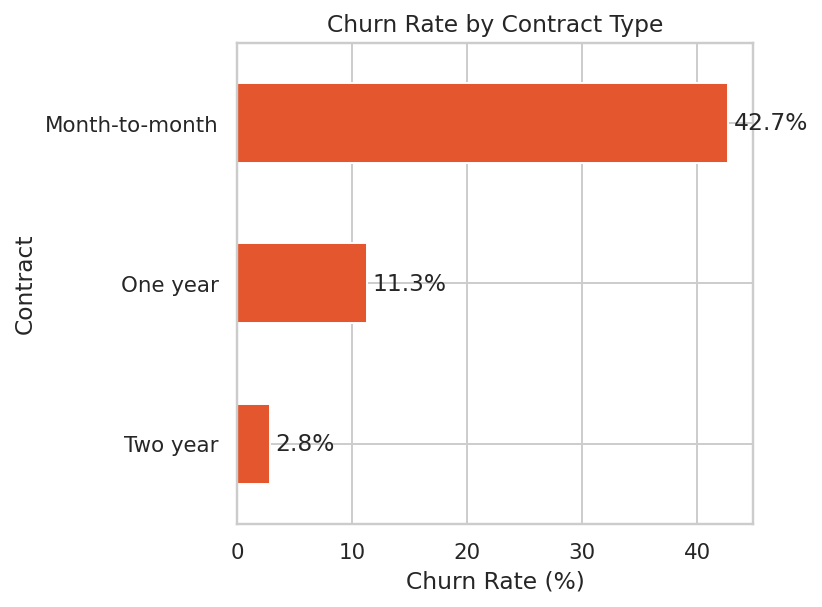 Churn Rate by Contract Type
Contract
Month-to-month 42.7%
One year 11.3%
Two year 2.8%
0 10 20 30 40
Churn Rate (%)